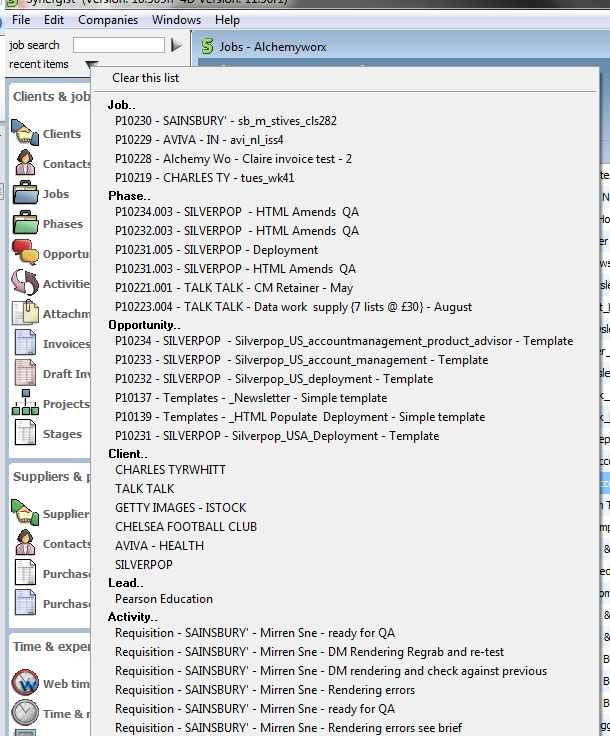 File Edit Companies Windows Help
job search
Jobs - Alchemyworx
recent items
Clear this list
Clients & job
Clients
Contacts
Jobs
Phases
Opportu
Activitie
Attachm
Invoices
Draft Inv
Projects
Stages
Suppliers & p
Supplier
Contacts
Purchas
Purchas
Time & expe
Web tim
Time & r
Job..
P10230 - SAINSBURY' - sb_m_stives_cls282
P10229 - AVIVA - IN - avi_nl_iss4
P10228 - Alchemy Wo - Claire invoice test - 2
P10219 - CHARLES TY - tues_wk41
Phase..
P10234.003 - SILVERPOP - HTML Amends QA
P10232.003 - SILVERPOP - HTML Amends QA
P10231.005 - SILVERPOP - Deployment
P10231.003 - SILVERPOP - HTML Amends QA
P10221.001 - TALK TALK - CM Retainer - May
P10223.004 - TALK TALK - Data work supply {7 lists @ £30} - August
Opportunity..
P10234 - SILVERPOP - Silverpop_US_accountmanagement_product_advisor - Template
P10233 - SILVERPOP - Silverpop_US_account_management - Template
P10232 - SILVERPOP - Silverpop_US_deployment - Template
P10137 - Templates - _Newsletter - Simple template
P10139 - Templates - _HTML Populate Deployment - Simple template
P10231 - SILVERPOP - Silverpop_USA_Deployment - Template
Client..
CHARLES TYRWHITT
TALK TALK
GETTY IMAGES - ISTOCK
CHELSEA FOOTBALL CLUB
AVIVA - HEALTH
SILVERPOP
Lead..
Pearson Education
Activity..
Requisition - SAINSBURY' - Mirren Sne - ready for QA
Requisition - SAINSBURY' - Mirren Sne - DM Rendering Regrab and re-test
Requisition - SAINSBURY' - Mirren Sne - DM rendering and check against previous
Requisition - SAINSBURY' - Mirren Sne - Rendering errors
Requisition - SAINSBURY' - Mirren Sne - ready for QA
Requisition - SAINSBURY' - Mirren Sne - Rendering errors see brief